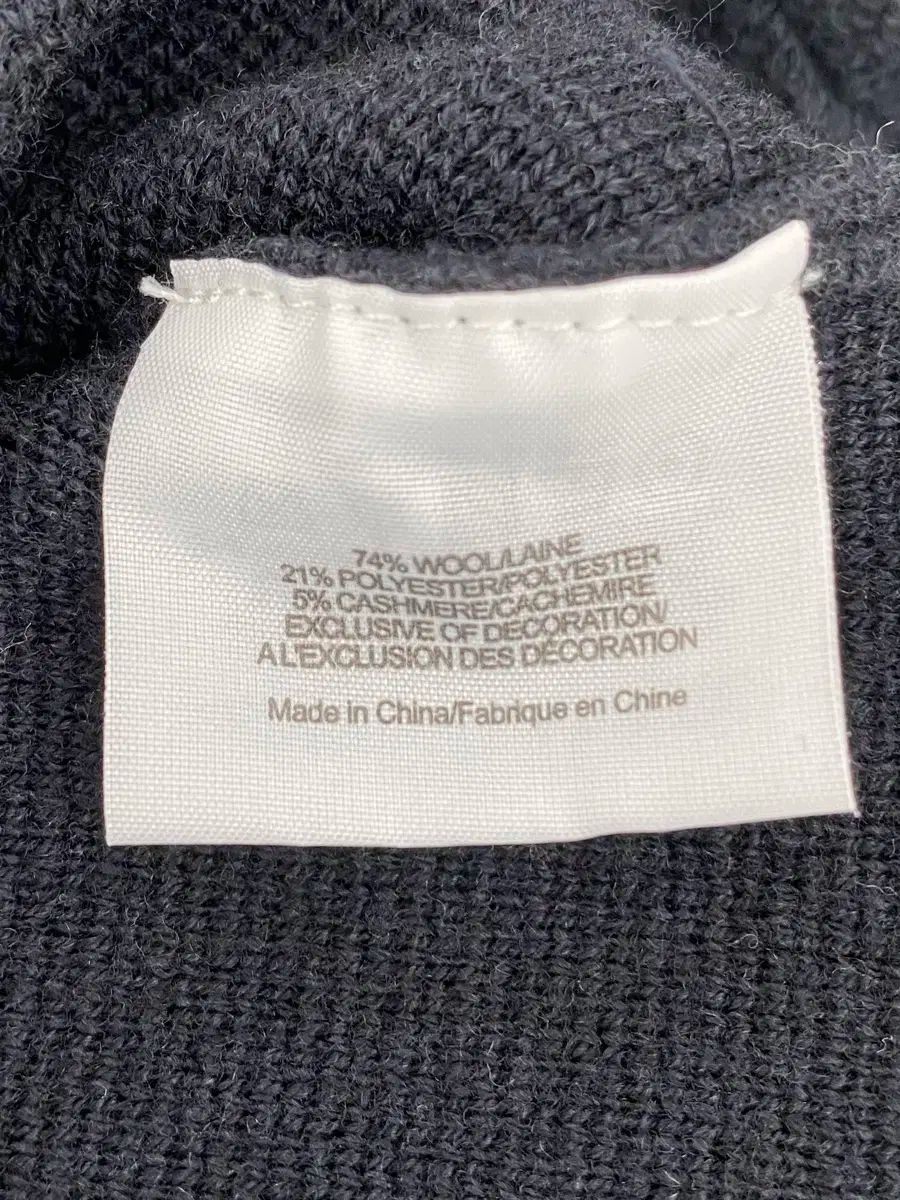 74% WOOL/LAINE
21% POLYESTER/POLYESTER
5% CASHMERE/CACHEMIRE
EXCLUSIVE OF DECORATION/
A L'EXCLUSION DES DÉCORATION
Made in China/Fabrique en Chine